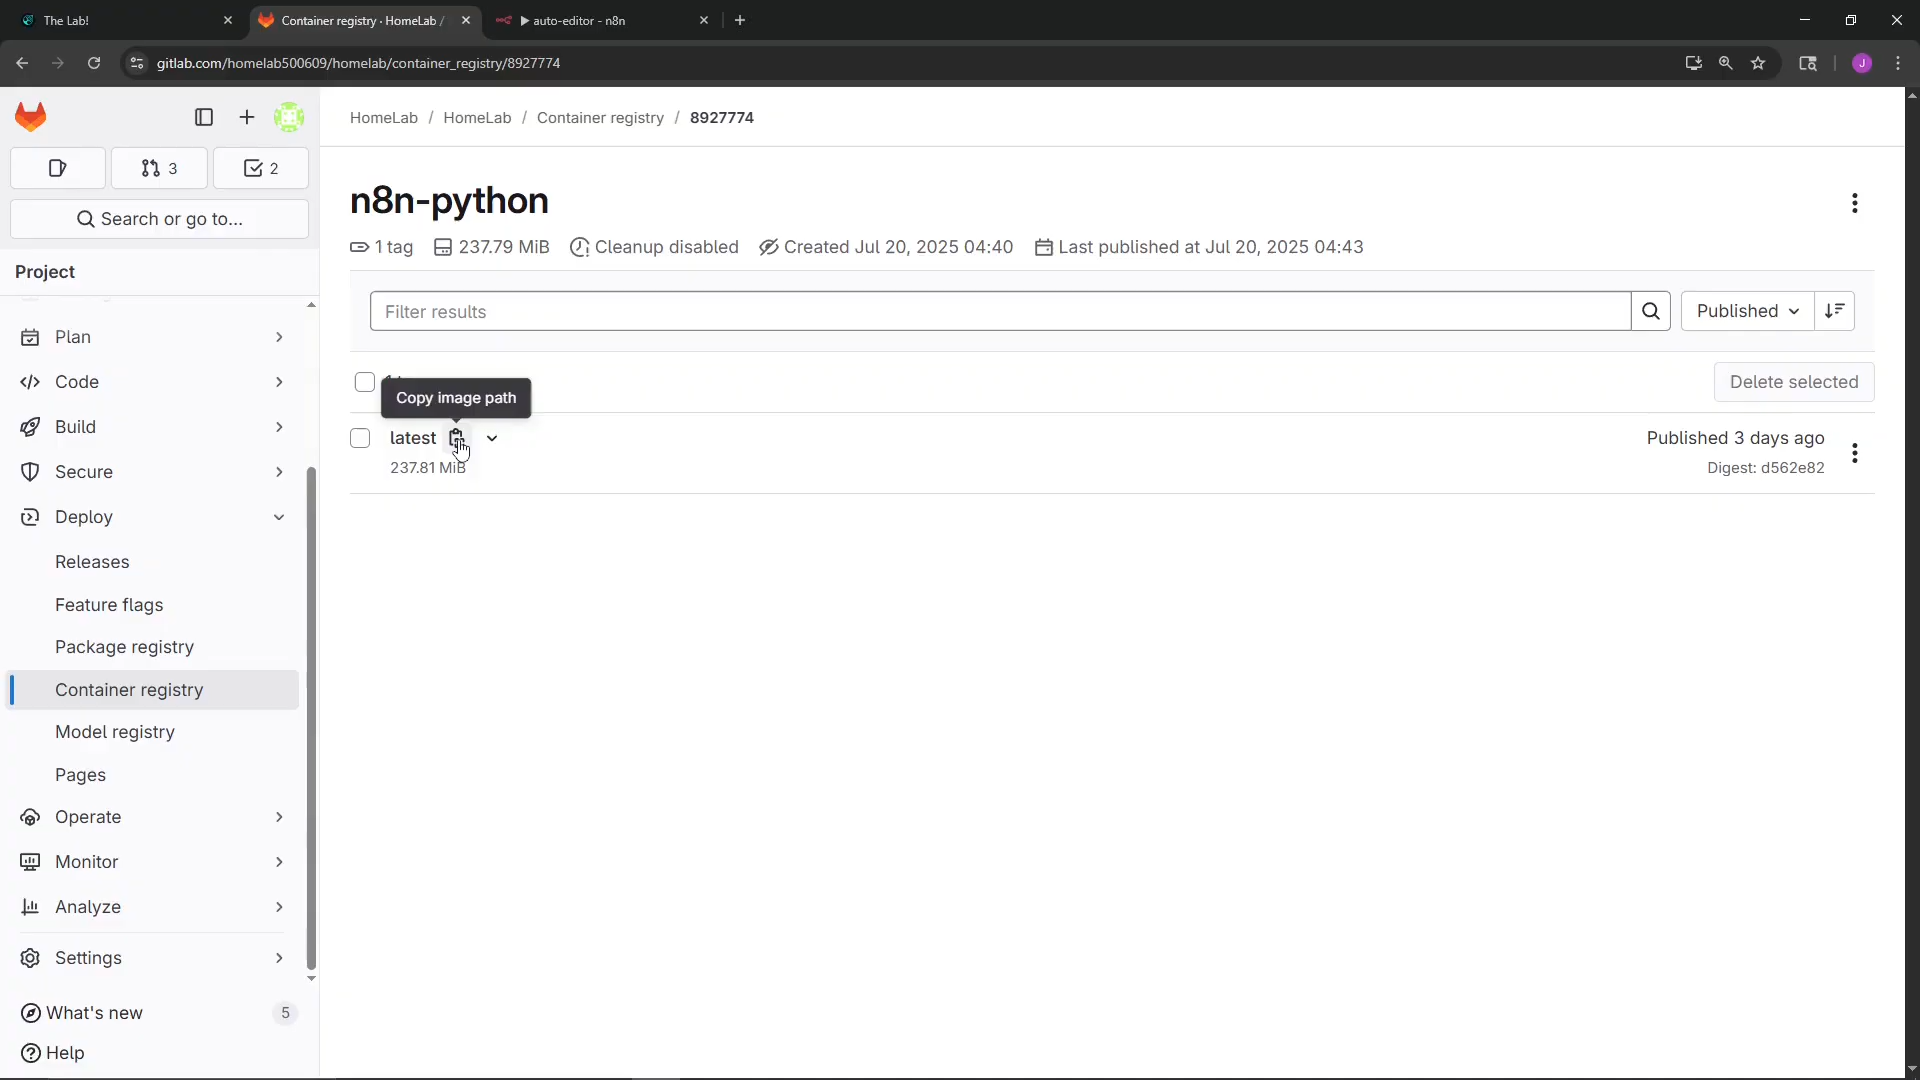 The Lab!
Container registry · HomeLab /
▶ auto-editor - n8n
gitlab.com/homelab500609/homelab/container_registry/8927774
J
3
2
Search or go to...
Project
Plan
Code
Build
Secure
Deploy
Releases
Feature flags
Package registry
Container registry
Model registry
Pages
Operate
Monitor
Analyze
Settings
What's new
5
Help
HomeLab / HomeLab / Container registry / 8927774
n8n-python
1 tag 237.79 MiB Cleanup disabled Created Jul 20, 2025 04:40 Last published at Jul 20, 2025 04:43
Filter results
Published
Delete selected
Copy image path
latest
237.81 MiB
Published 3 days ago
Digest: d562e82